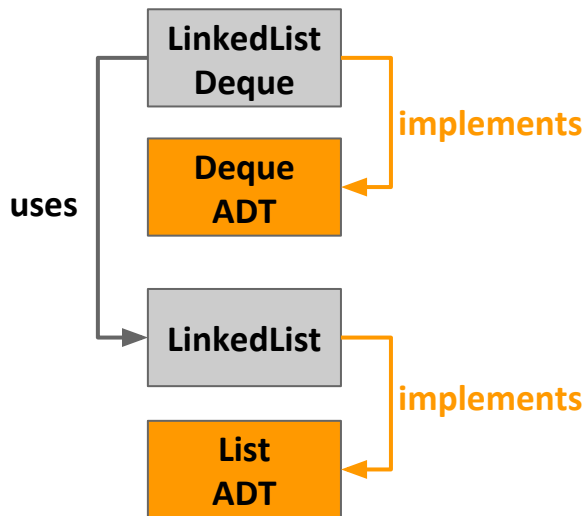 LinkedList
Deque
implements
Deque
ADT
uses
LinkedList
implements
List
ADT